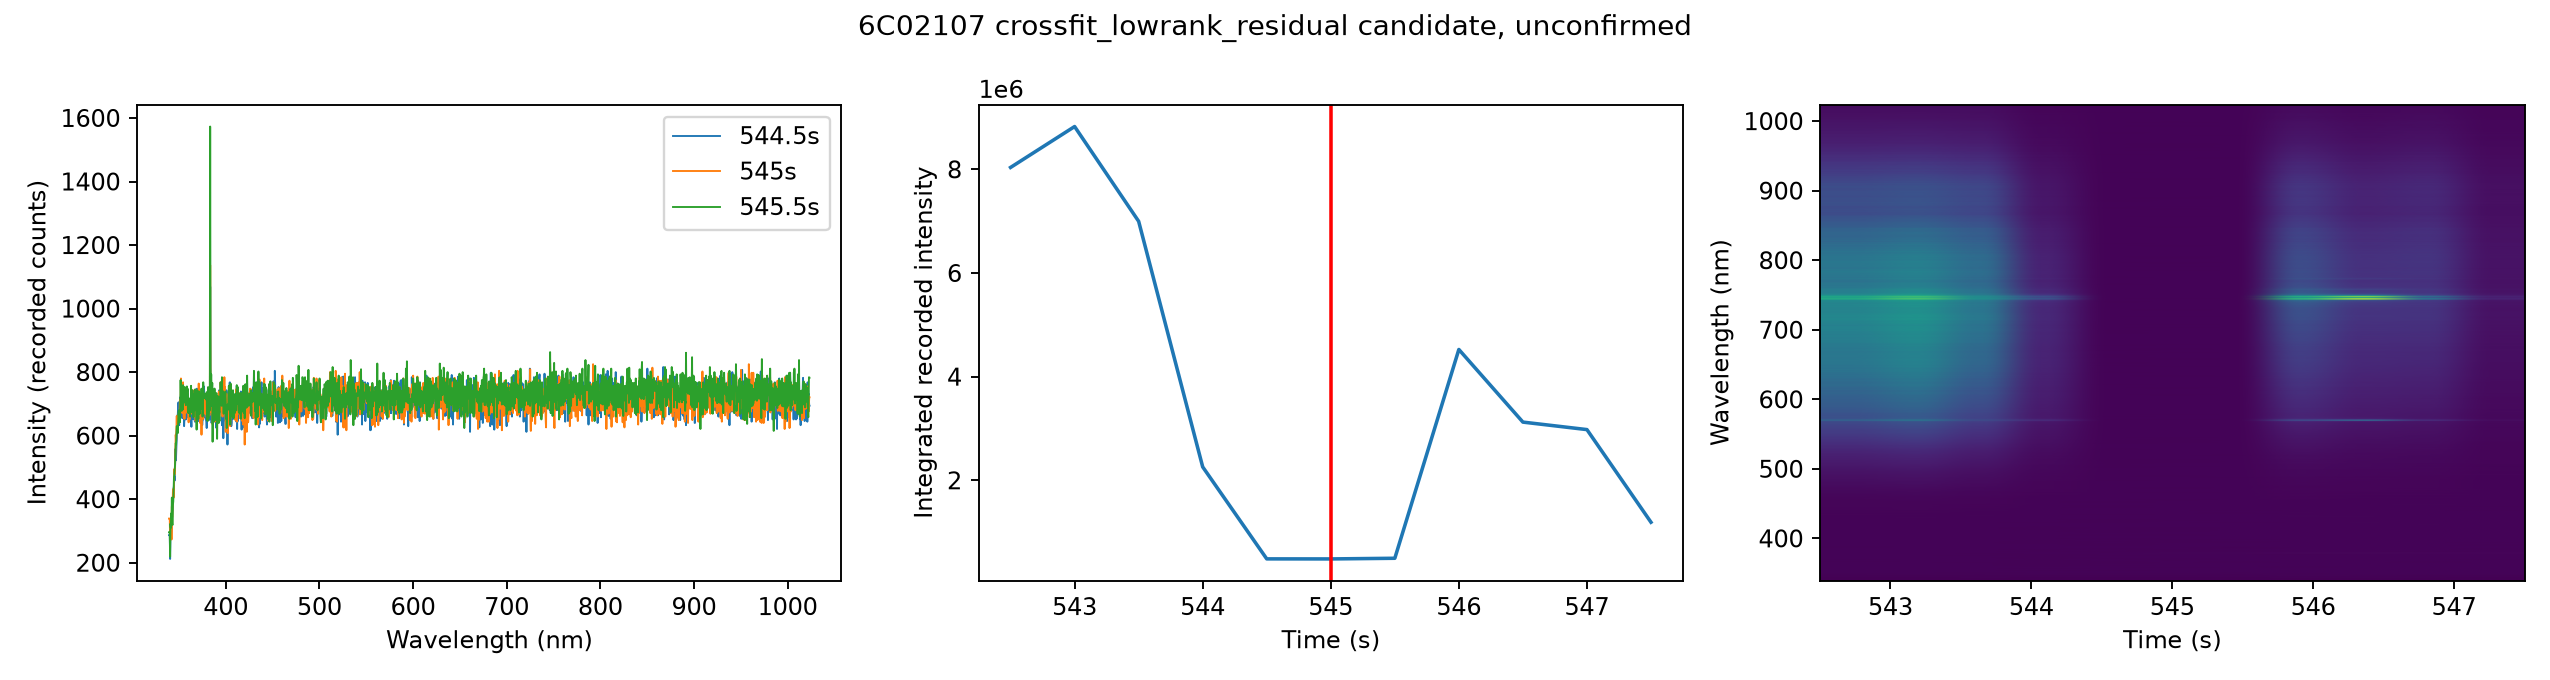 6C02107 crossfit_lowrank_residual candidate, unconfirmed
Intensity (recorded counts)
1600
1400
1200
1000
800
600
400
200
544.5s
545s
545.5s
400 500 600 700 800 900 1000
Wavelength (nm)
1e6
Integrated recorded intensity
8
6
4
2
543 544 545 546 547
Time (s)
Wavelength (nm)
1000
900
800
700
600
500
400
543 544 545 546 547
Time (s)